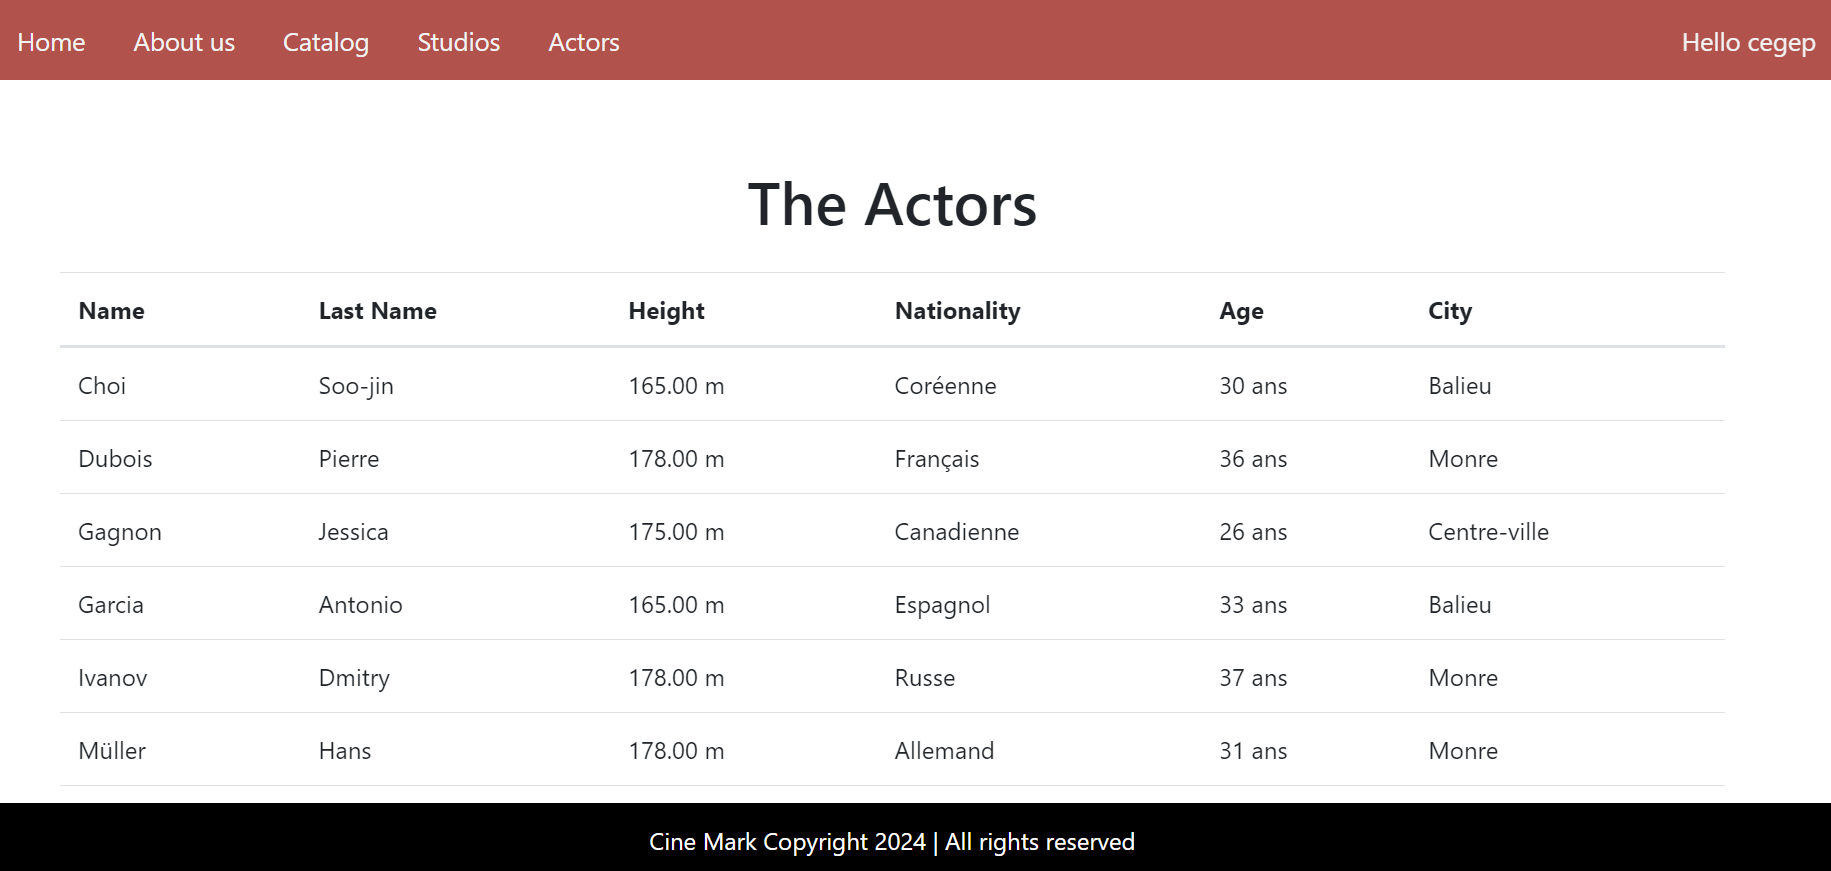 Home About us Catalog Studios Actors Hello cegep
The Actors
Name Last Name Height Nationality Age City
Choi Soo-jin 165.00 m Coréenne 30 ans Balieu
Dubois Pierre 178.00 m Français 36 ans Monre
Gagnon Jessica 175.00 m Canadienne 26 ans Centre-ville
Garcia Antonio 165.00 m Espagnol 33 ans Balieu
Ivanov Dmitry 178.00 m Russe 37 ans Monre
Müller Hans 178.00 m Allemand 31 ans Monre
Cine Mark Copyright 2024 | All rights reserved